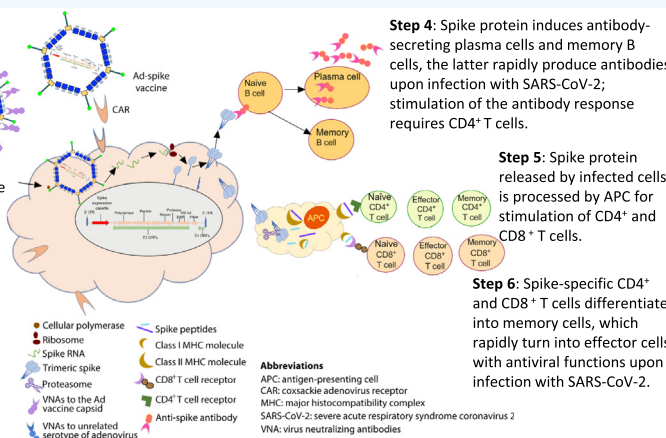 Step 4: Spike protein induces antibody-
secreting plasma cells and memory B
cells, the latter rapidly produce antibodies
upon infection with SARS-CoV-2;
stimulation of the antibody response
requires CD4⁺ T cells.
Ad-spike
vaccine
CAR
Naive
B cell
Plasma cell
Memory
B cell
Spike
expression
cassette
Step 5: Spike protein
released by infected cells
is processed by APC for
stimulation of CD4⁺ and
CD8⁺ T cells.
APC
Naive
CD4⁺
T cell
Effector
CD4⁺
T cell
Memory
CD4⁺
T cell
Naive
CD8⁺
T cell
Effector
CD8⁺
T cell
Memory
CD8⁺
T cell
Step 6: Spike-specific CD4⁺
and CD8⁺ T cells differentiate
into memory cells, which
rapidly turn into effector cells
with antiviral functions upon
infection with SARS-CoV-2.
Cellular polymerase
Ribosome
Spike RNA
Trimeric spike
Proteasome
VNAs to the Ad
vaccine capsid
VNAs to unrelated
serotype of adenovirus
Spike peptides
Class I MHC molecule
Class II MHC molecule
CD8⁺ T cell receptor
CD4⁺ T cell receptor
Anti-spike antibody
Abbreviations
APC: antigen-presenting cell
CAR: coxsackie adenovirus receptor
MHC: major histocompatibility complex
SARS-CoV-2: severe acute respiratory syndrome coronavirus 2
VNA: virus neutralizing antibodies